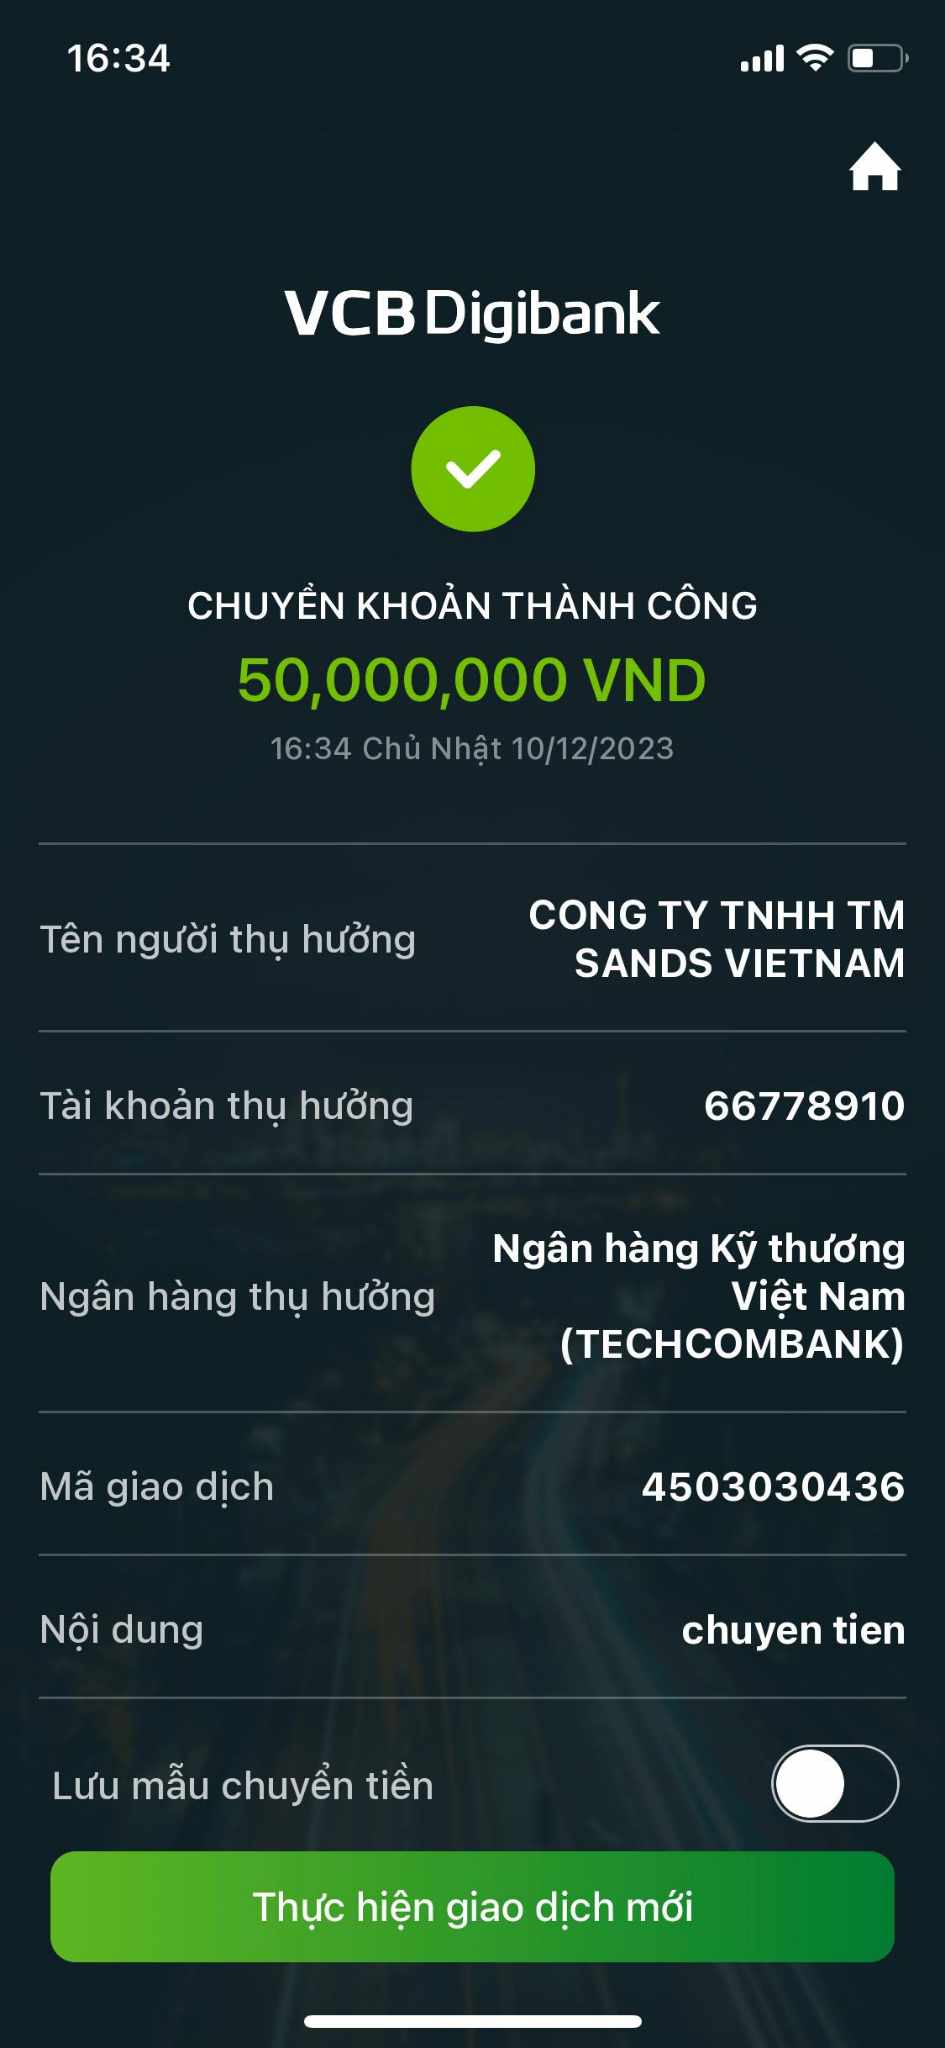 16:34
VCB Digibank
CHUYỂN KHOẢN THÀNH CÔNG
50,000,000 VND
16:34 Chủ Nhật 10/12/2023
Tên người thụ hưởng
CONG TY TNHH TM
SANDS VIETNAM
Tài khoản thụ hưởng
66778910
Ngân hàng thụ hưởng
Ngân hàng Kỹ thương
Việt Nam
(TECHCOMBANK)
Mã giao dịch
4503030436
Nội dung
chuyen tien
Lưu mẫu chuyển tiền
Thực hiện giao dịch mới